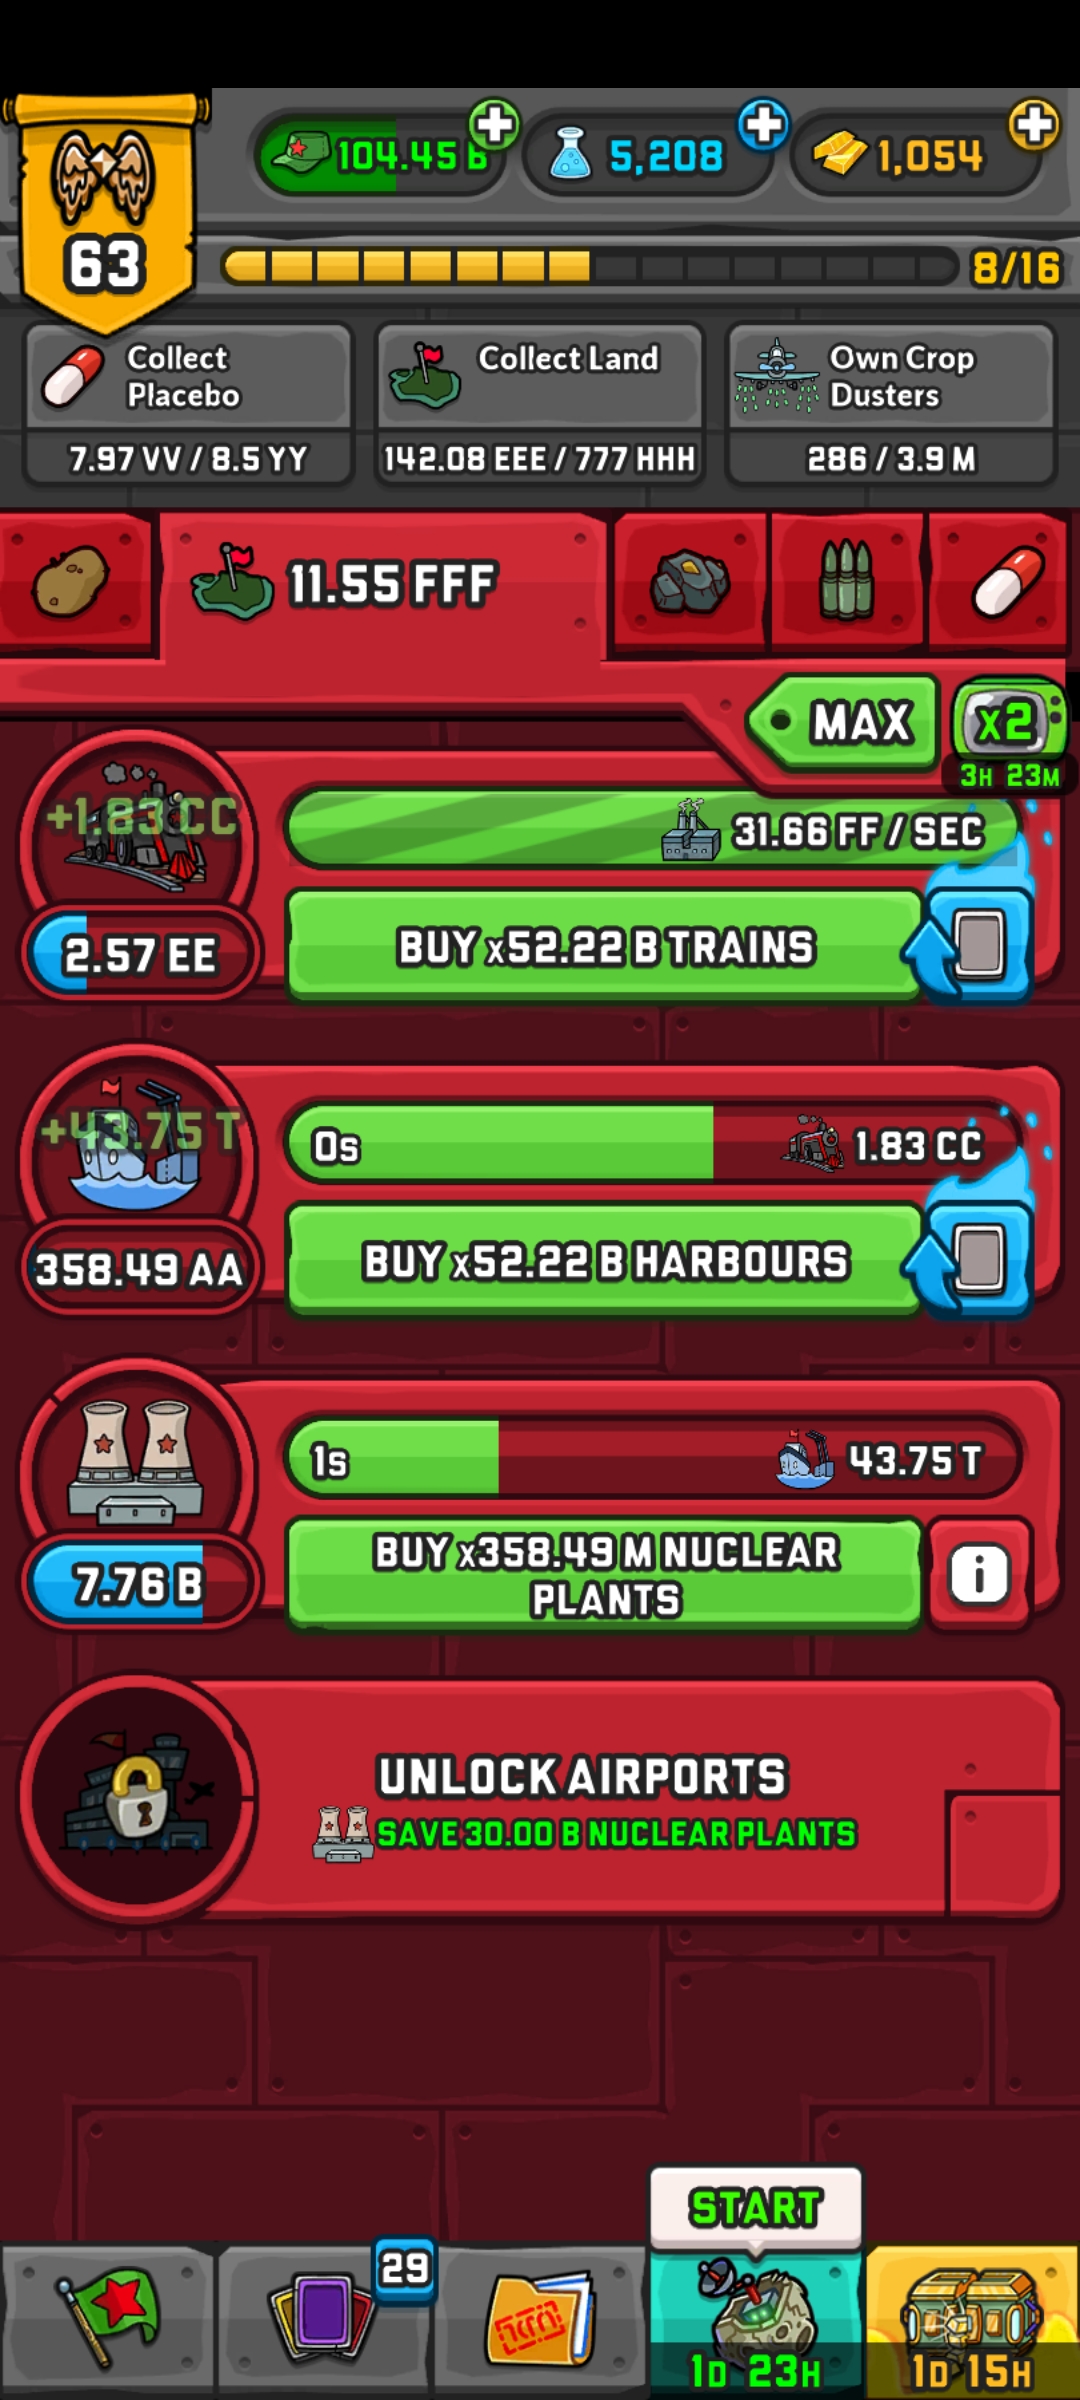 104.45 B
5,208
1,054
63
8/16
Collect
Placebo
7.97 VV / 8.5 YY
Collect Land
142.08 EEE / 777 HHH
Own Crop
Dusters
286 / 3.9 M
11.55 FFF
MAX
x2
3H 23M
+1.83 CC
31.66 FF / SEC
2.57 EE
BUY x52.22 B TRAINS
+43.75 T
0s
1.83 CC
358.49 AA
BUY x52.22 B HARBOURS
1s
43.75 T
7.76 B
BUY x358.49 M NUCLEAR
PLANTS
i
UNLOCK AIRPORTS
SAVE 30.00 B NUCLEAR PLANTS
START
29
1D 23H
1D 15H